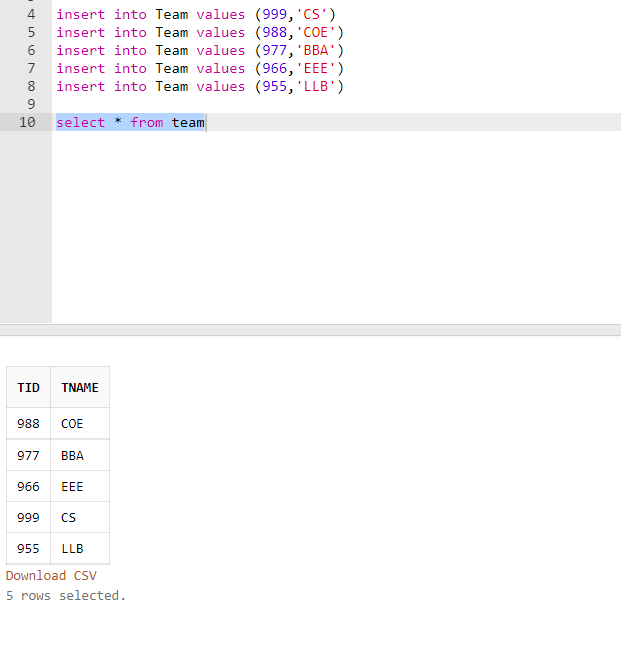 4 insert into Team values (999,'CS')
5 insert into Team values (988,'COE')
6 insert into Team values (977,'BBA')
7 insert into Team values (966,'EEE')
8 insert into Team values (955,'LLB')
9
10 select * from team
TID TNAME
988 COE
977 BBA
966 EEE
999 CS
955 LLB
Download CSV
5 rows selected.